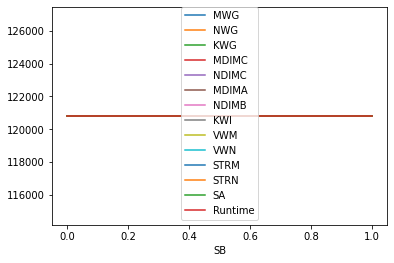 126000
124000
122000
120000
118000
116000
MWG
NWG
KWG
MDIMC
NDIMC
MDIMA
NDIMB
KWI
VWM
VWN
STRM
STRN
SA
Runtime
0.0 0.2 0.4 0.6 0.8 1.0
SB